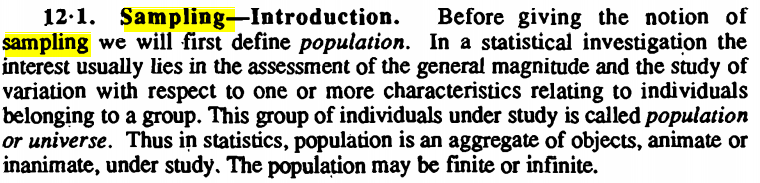 12·1. Sampling—Introduction. Before giving the notion of
sampling we will first define population. In a statistical investigation the
interest usually lies in the assessment of the general magnitude and the study of
variation with respect to one or more characteristics relating to individuals
belonging to a group. This group of individuals under study is called population
or universe. Thus in statistics, population is an aggregate of objects, animate or
inanimate, under study. The population may be finite or infinite.